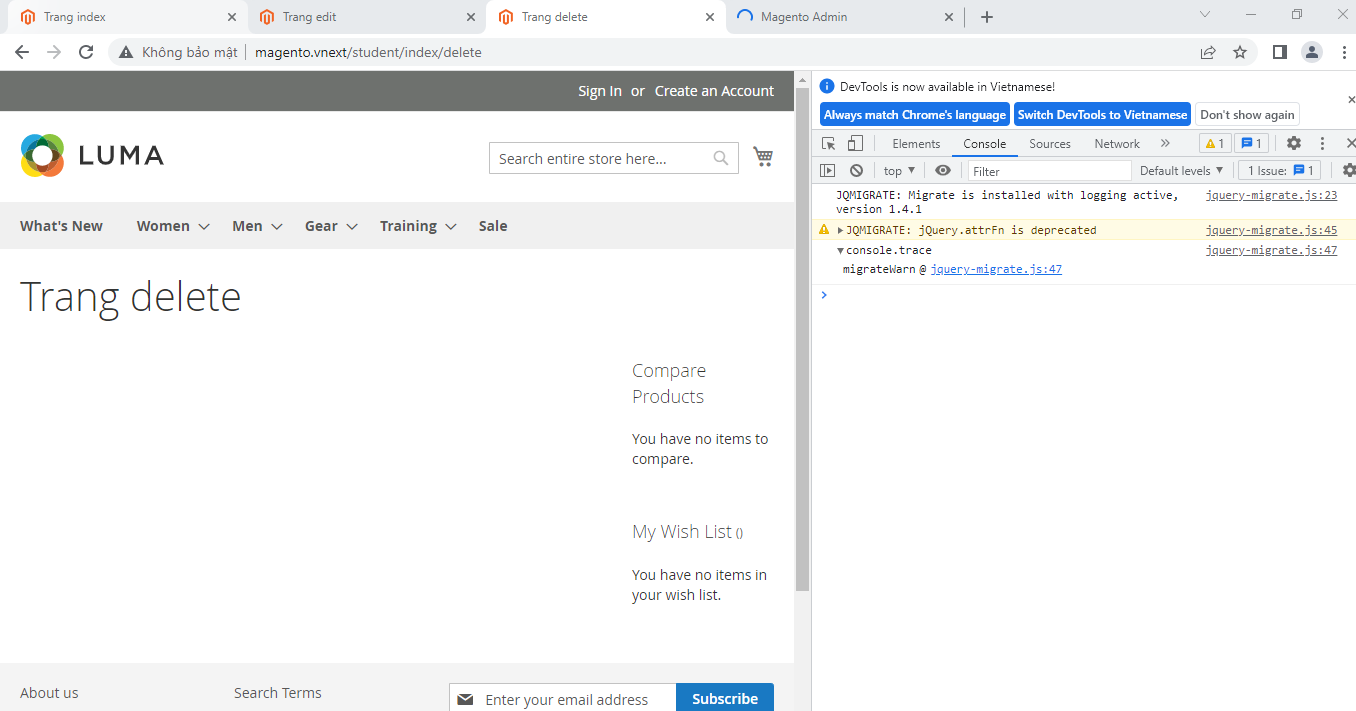 Trang index
Trang edit
Trang delete
Magento Admin
Không bảo mật
magento.vnext/student/index/delete
Sign In or Create an Account
LUMA
Search entire store here...
What's New
Women
Men
Gear
Training
Sale
Trang delete
Compare
Products
You have no items to
compare.
My Wish List ()
You have no items in
your wish list.
About us
Search Terms
Enter your email address
Subscribe
DevTools is now available in Vietnamese!
Always match Chrome's language
Switch DevTools to Vietnamese
Don't show again
Elements
Console
Sources
Network
1
1
top
Filter
Default levels
1 Issue:
1
JQMIGRATE: Migrate is installed with logging active, jquery-migrate.js:23
version 1.4.1
JQMIGRATE: jQuery.attrFn is deprecated jquery-migrate.js:45
console.trace jquery-migrate.js:47
migrateWarn @ jquery-migrate.js:47